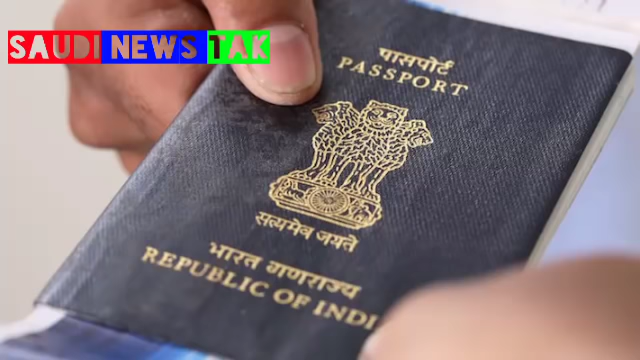 SAUDI NEWS TAK
पासपोर्ट
PASSPORT
सत्यमेव जयते
भारत गणराज्य
REPUBLIC OF INDI